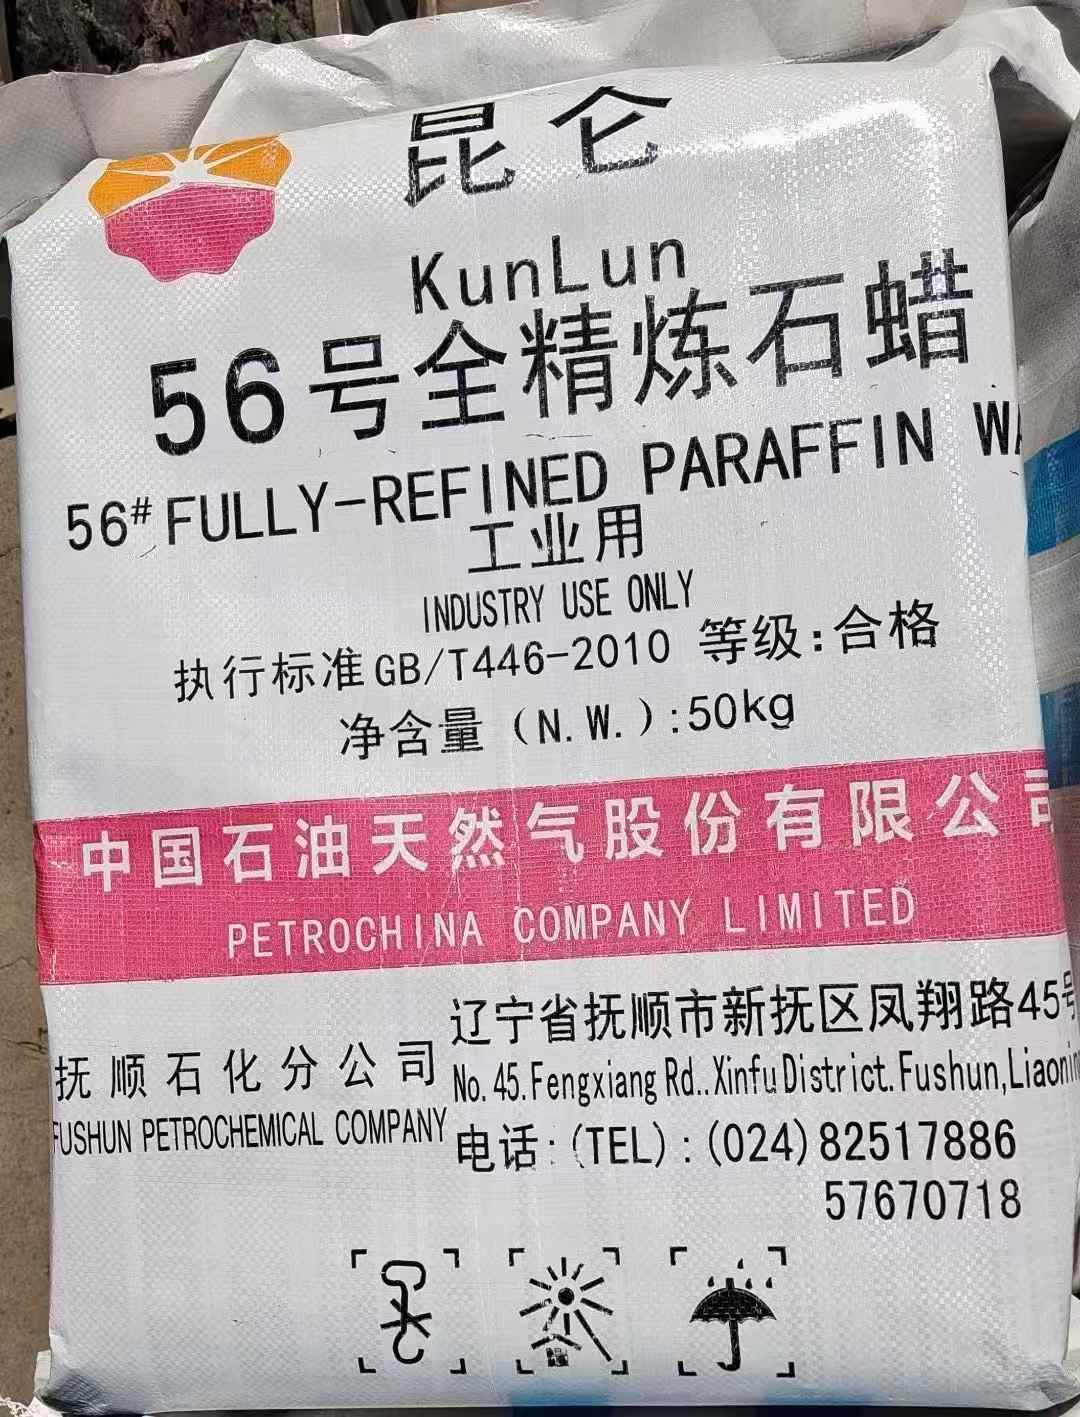 昆仑
KunLun
56号全精炼石蜡
56# FULLY-REFINED PARAFFIN WA
工业用
INDUSTRY USE ONLY
执行标准GB/T446-2010 等级:合格
净含量（N.W.）:50kg
中国石油天然气股份有限公司
PETROCHINA COMPANY LIMITED
抚顺石化分公司
FUSHUN PETROCHEMICAL COMPANY
辽宁省抚顺市新抚区凤翔路45号
No.45.Fengxiang Rd..Xinfu District.Fushun,Liaonin
电话:(TEL):(024)82517886
57670718